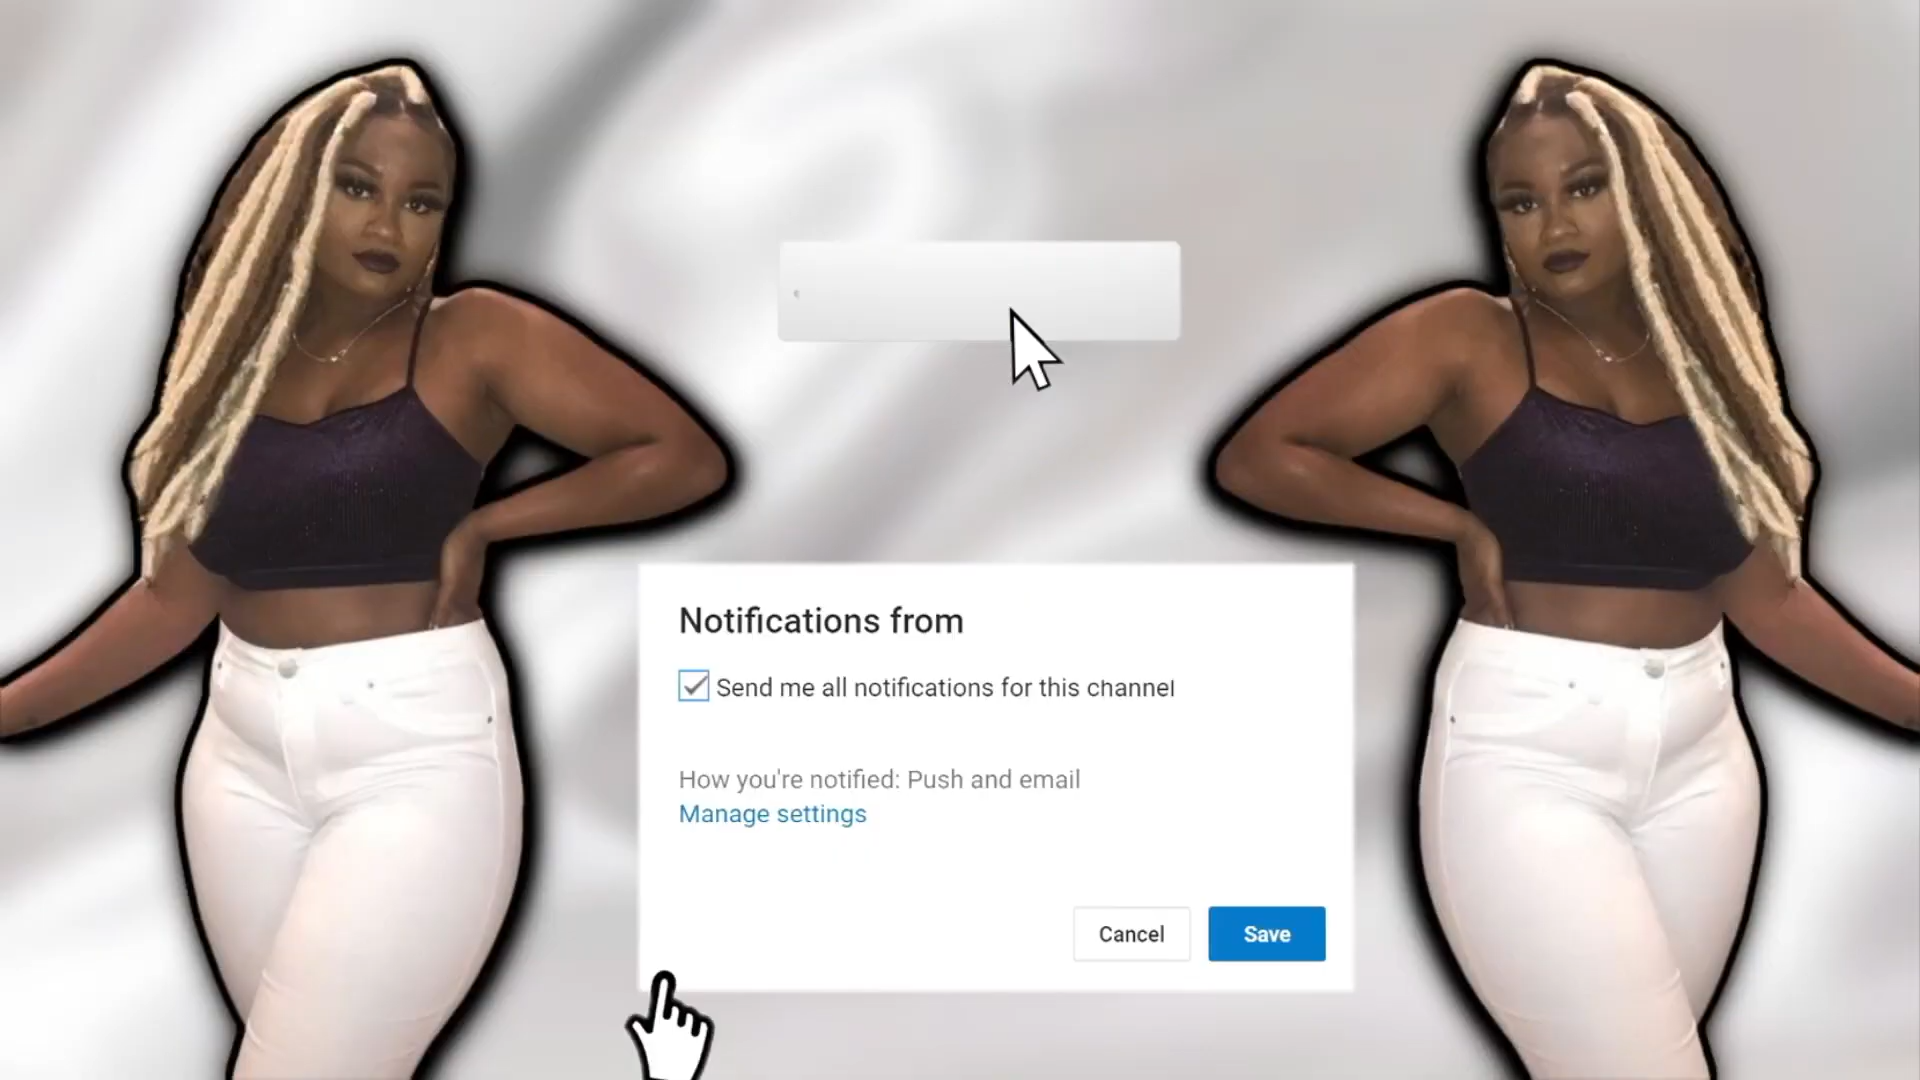 Notifications from
Send me all notifications for this channel
How you're notified: Push and email
Manage settings
Cancel
Save